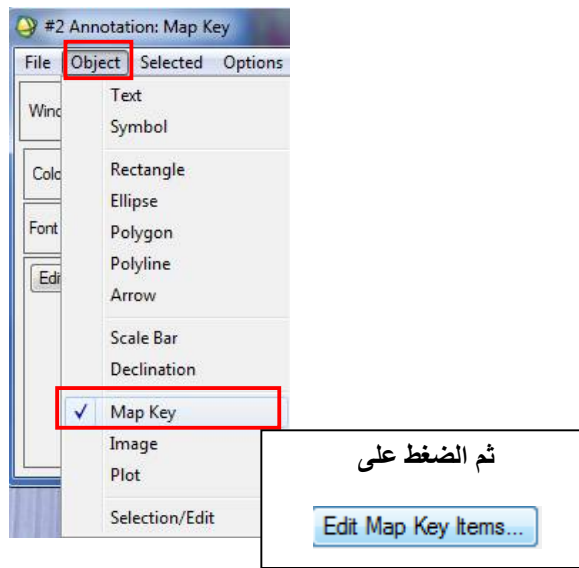 #2 Annotation: Map Key
File Object Selected Options
Text
Symbol
Rectangle
Ellipse
Polygon
Polyline
Arrow
Scale Bar
Declination
✓ Map Key
Image
Plot
Selection/Edit
Font
ثم الضغط على
Edit Map Key Items...